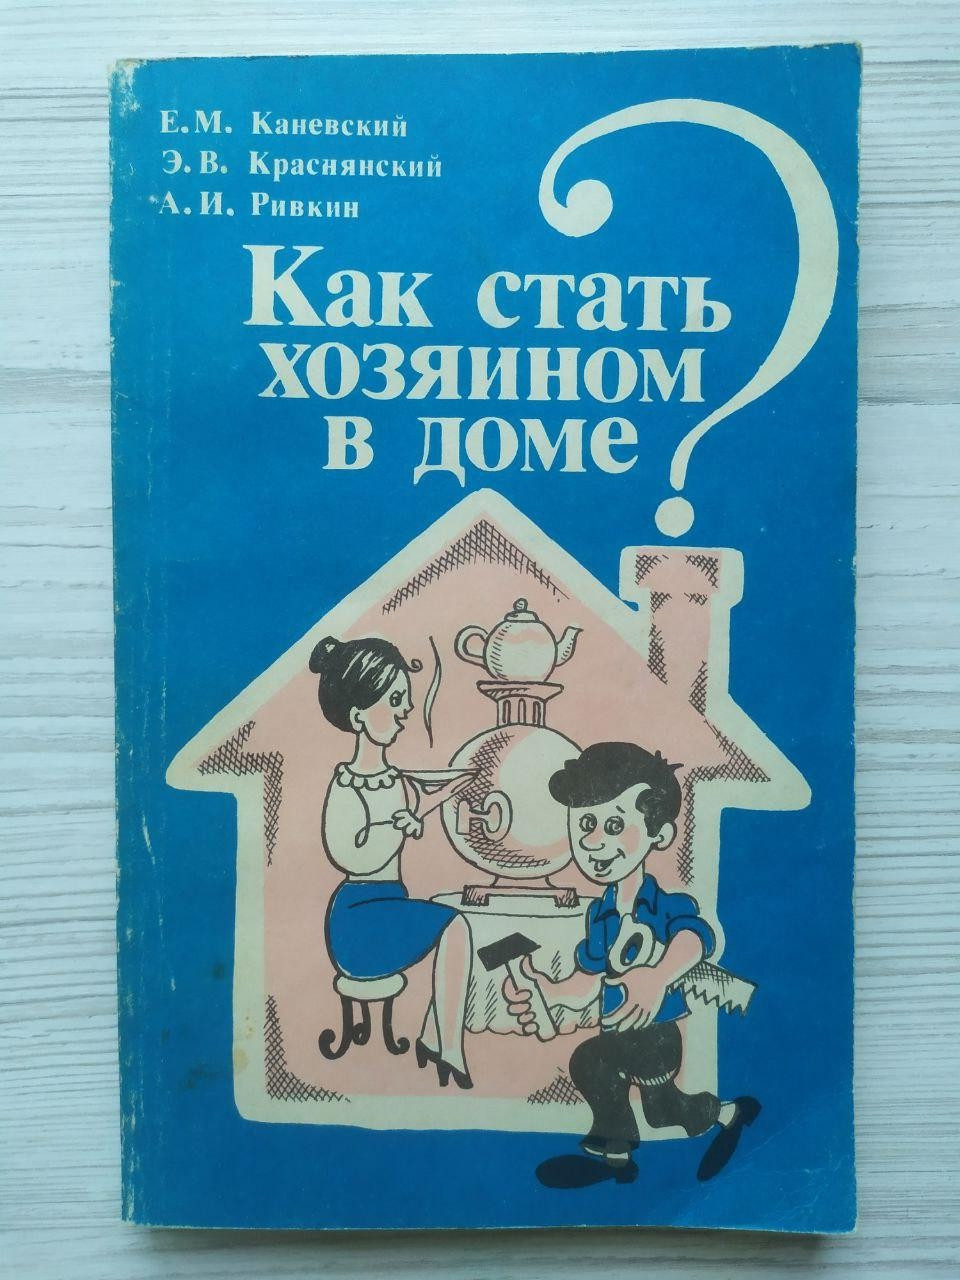 Е.М. Каневский
Э.В. Краснянский
А.И. Ривкин
Как стать
хозяином
в доме
?